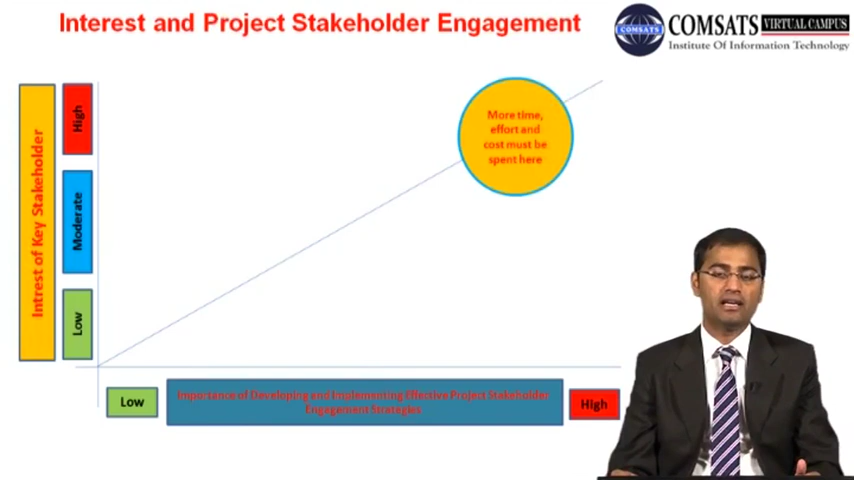 Interest and Project Stakeholder Engagement
COMSATS
COMSATS VIRTUAL CAMPUS
Institute Of Information Technology
More time,
effort and
cost must be
spent here
Intrest of Key Stakeholder
High
Moderate
Low
Low
Importance of Developing and Implementing Effective Project Stakeholder
Engagement Strategies
High